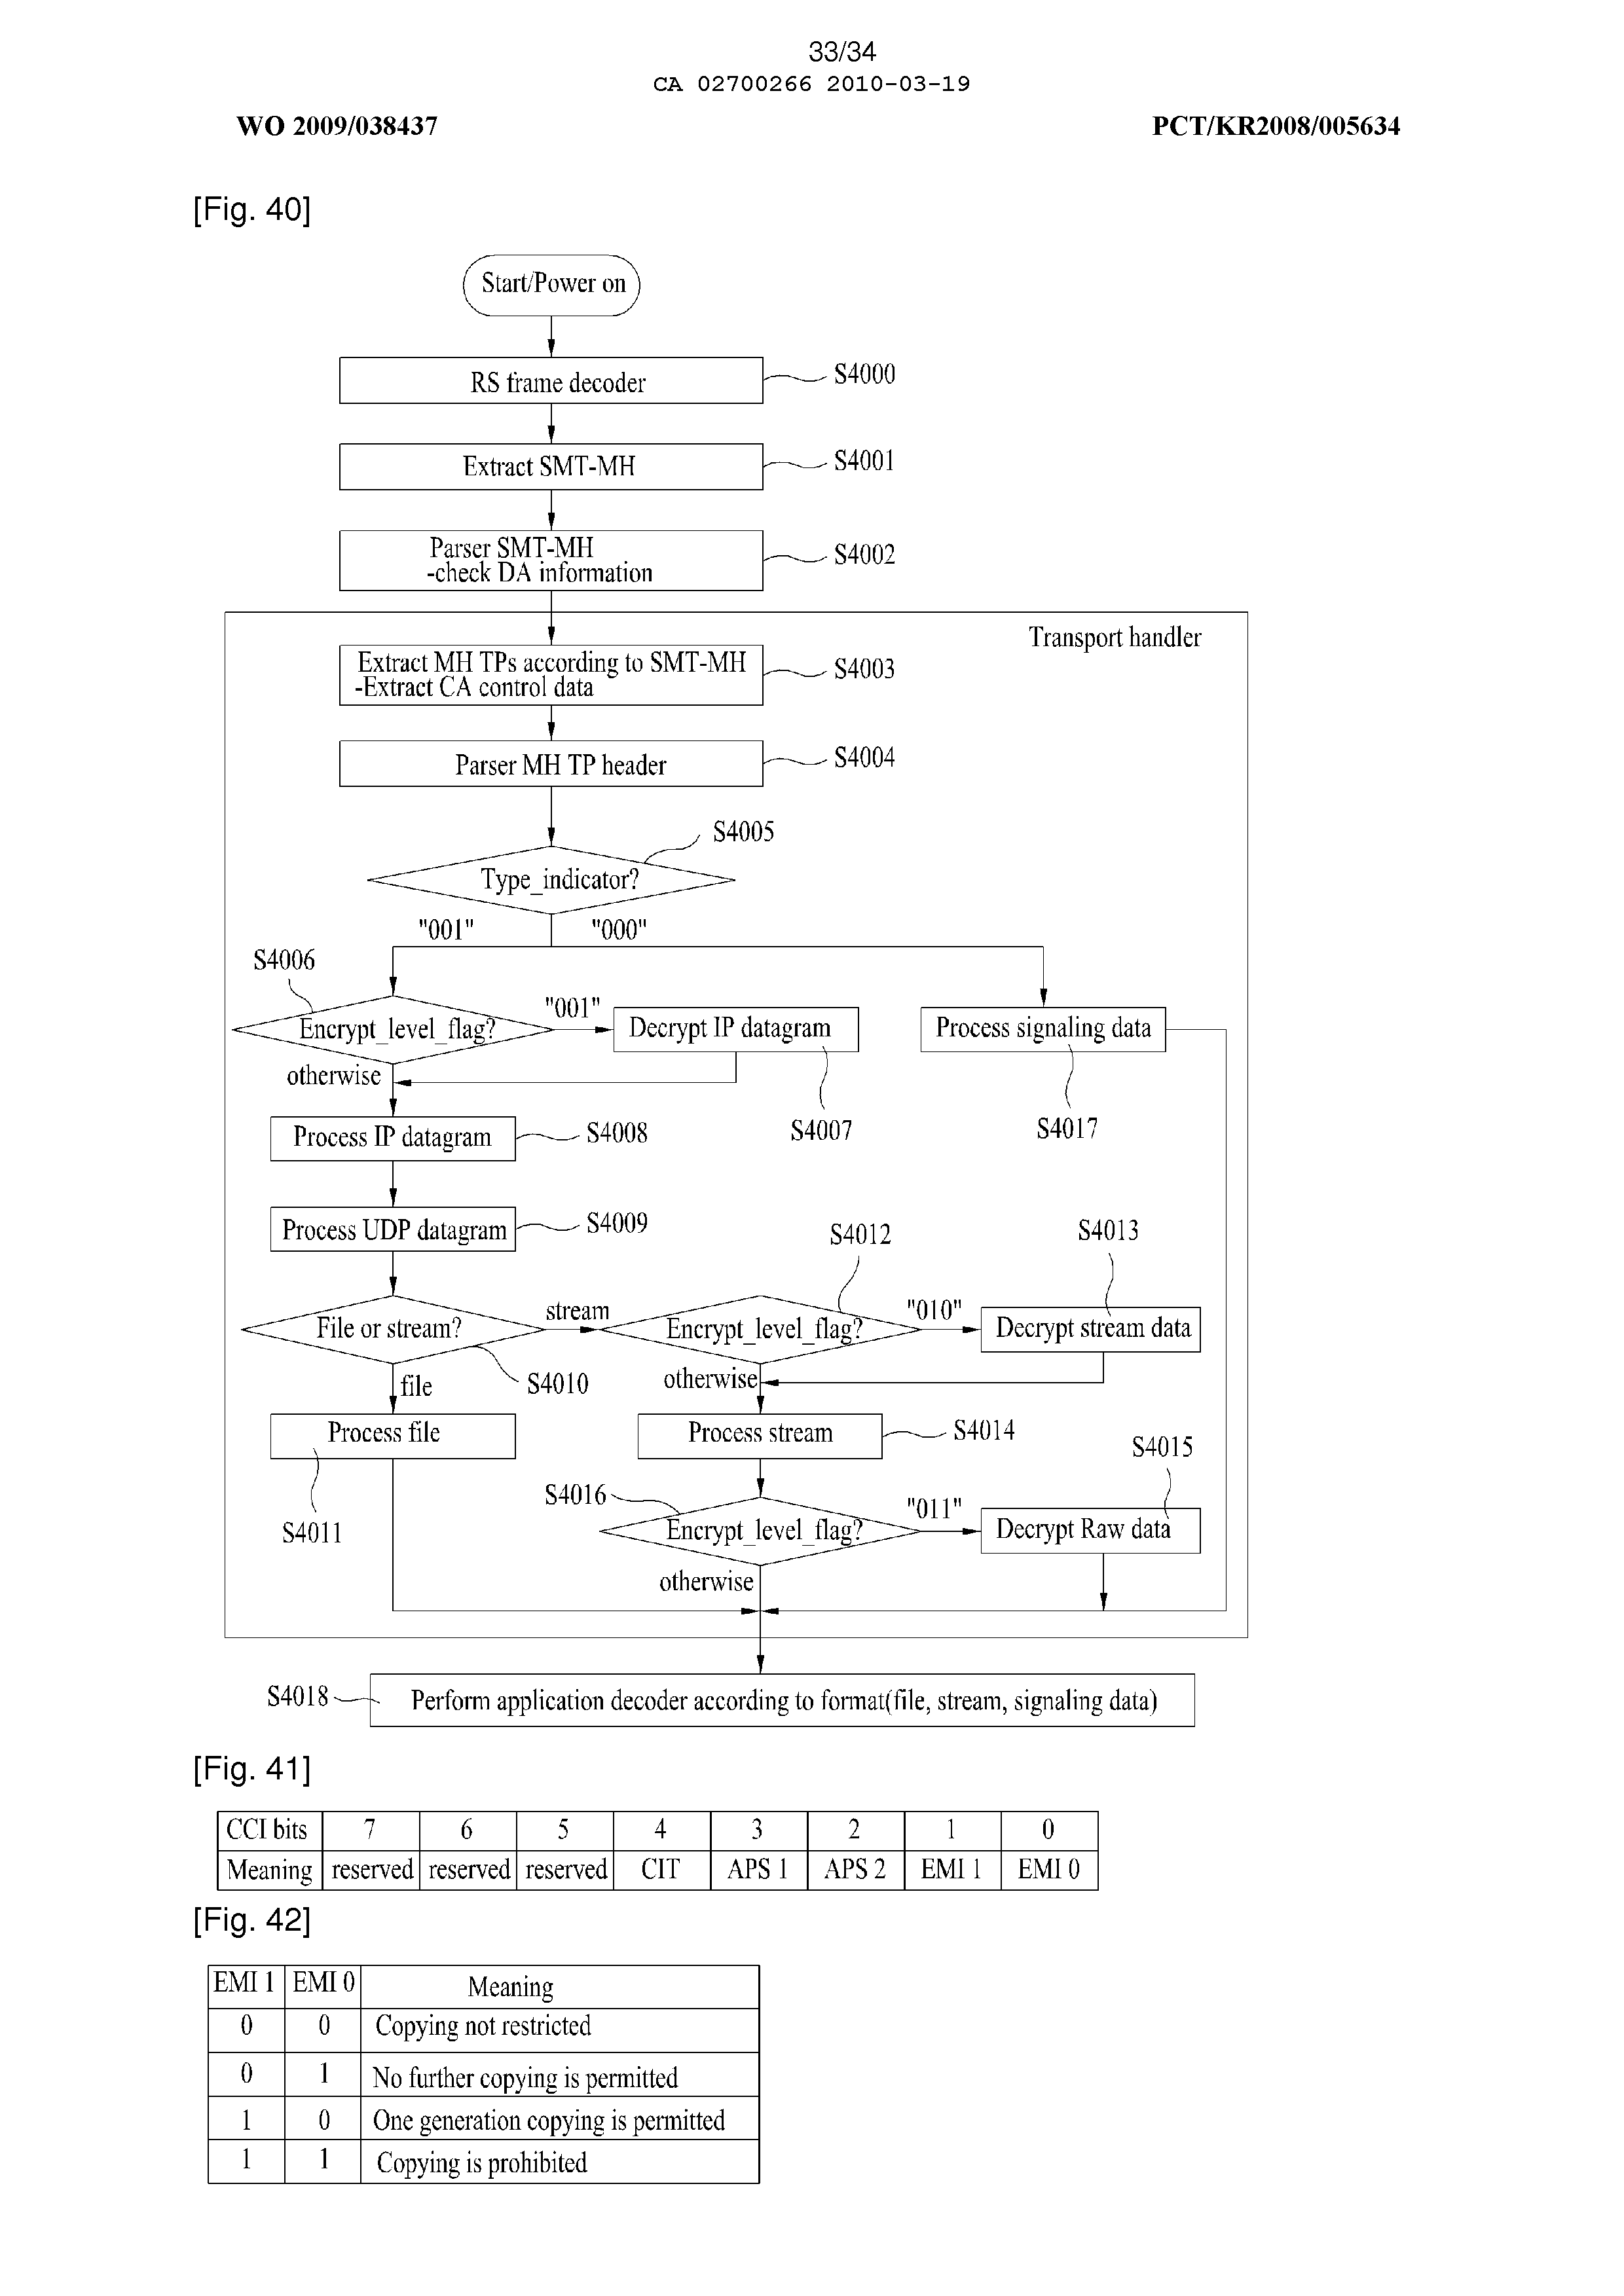 33/34
CA 02700266 2010-03-19
WO 2009/038437
PCT/KR2008/005634
[Fig. 40]
Start/Power on
RS frame decoder
S4000
Extract SMT-MH
S4001
Parser SMT-MH
-check DA information
S4002
Transport handler
Extract MH TPs according to SMT-MH
-Extract CA control data
S4003
Parser MH TP header
S4004
S4005
Type_indicator?
"001"
"000"
S4006
Encrypt_level_flag?
"001"
Decrypt IP datagram
Process signaling data
otherwise
S4007
S4017
Process IP datagram
S4008
Process UDP datagram
S4009
S4012
S4013
File or stream?
stream
Encrypt_level_flag?
"010"
Decrypt stream data
S4010
file
otherwise
Process file
Process stream
S4014
S4015
S4011
S4016
Encrypt_level_flag?
"011"
Decrypt Raw data
otherwise
S4018
Perform application decoder according to format(file, stream, signaling data)
[Fig. 41]
CCI bits 7 6 5 4 3 2 1 0
Meaning reserved reserved reserved CIT APS 1 APS 2 EMI 1 EMI 0
[Fig. 42]
EMI 1 EMI 0 Meaning
0 0 Copying not restricted
0 1 No further copying is permitted
1 0 One generation copying is permitted
1 1 Copying is prohibited